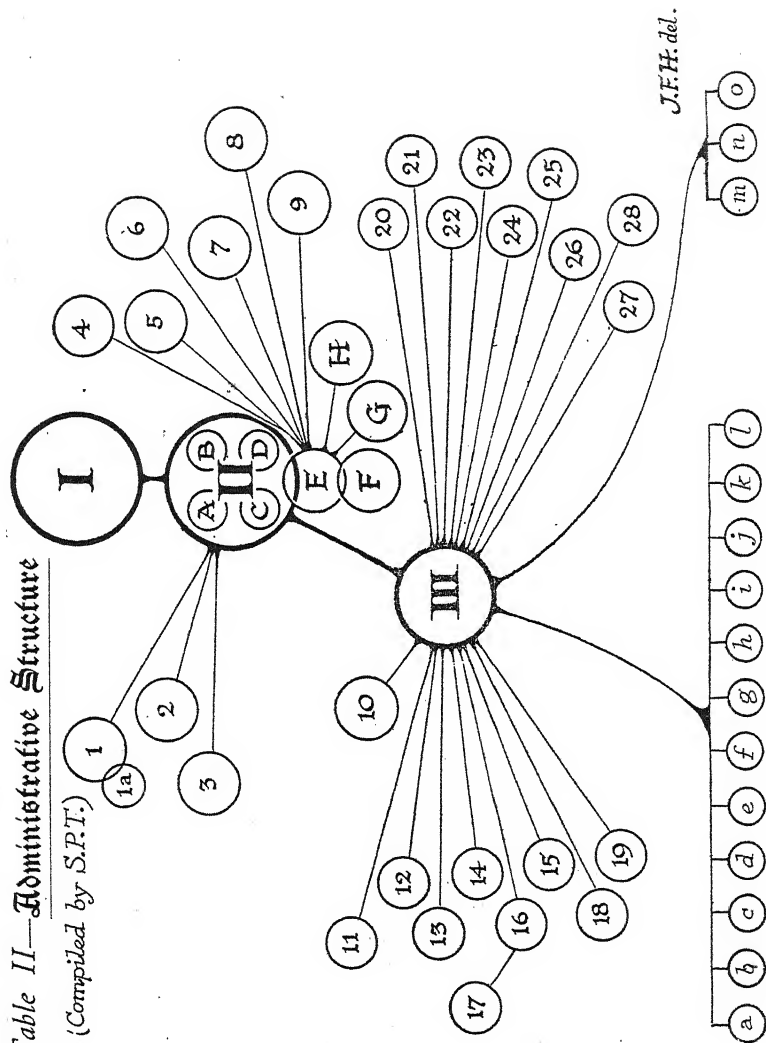 Table II—Administrative Structure
(Compiled by S.P.T.)
I
II
A
B
C
D
E
F
G
H
1
1a
2
3
4
5
6
7
8
9
III
10
11
12
13
14
15
16
17
18
19
20
21
22
23
24
25
26
27
28
a
b
c
d
e
f
g
h
i
j
k
l
m
n
o
J.F.H. del.